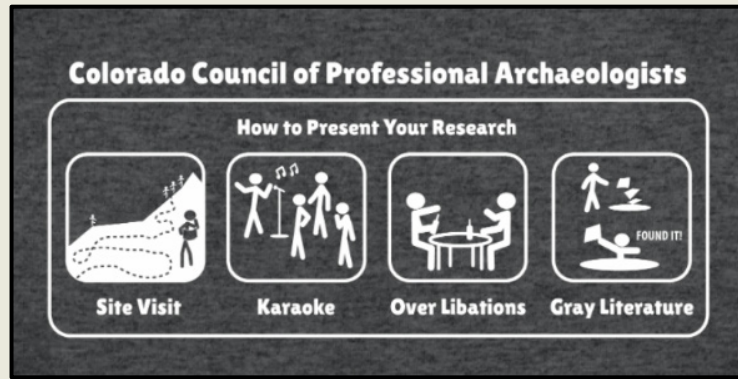 Colorado Council of Professional Archaeologists
How to Present Your Research
FOUND IT!
Site Visit Karaoke Over Libations Gray Literature